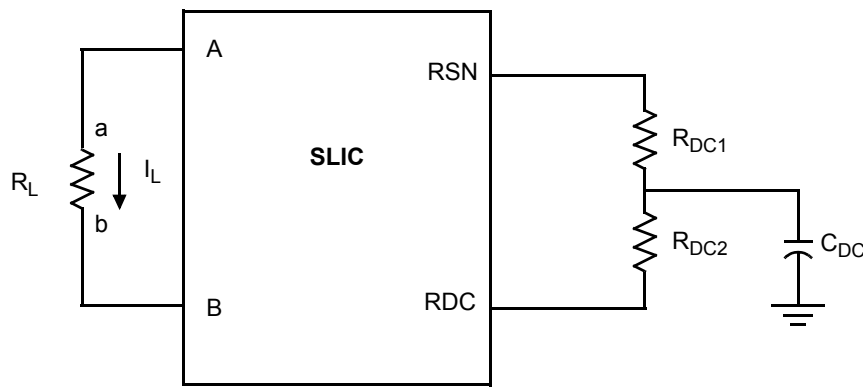 A
RSN
R_DC1
a
SLIC
R_L
I_L
b
R_DC2
C_DC
B
RDC